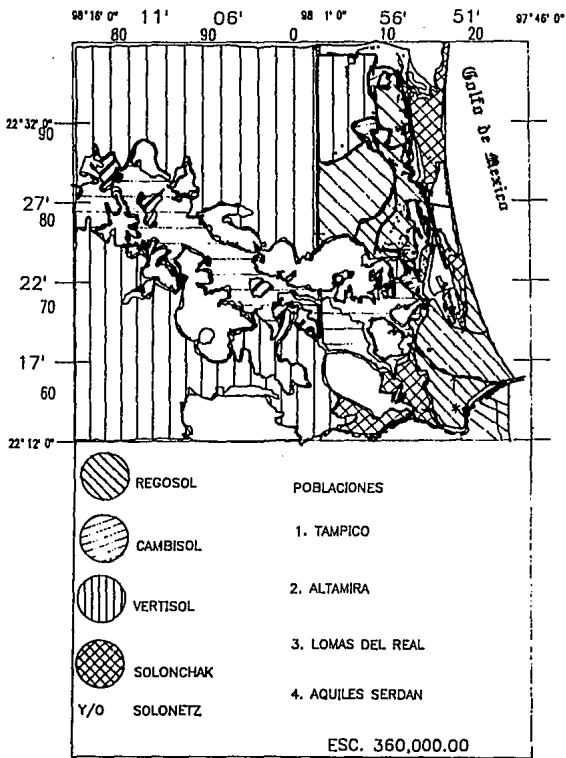 98°16' 0"  11'  06'  98  1' 0"  56'  51'  97°46' 0"
80  90  0  10  20
Golfo de Mexico
22°32' 0"
90
27'
80
22'
70
17'
60
22°12' 0"
REGOSOL
CAMBISOL
VERTISOL
SOLONCHAK
Y/O SOLONETZ
POBLACIONES
1. TAMPICO
2. ALTAMIRA
3. LOMAS DEL REAL
4. AQUILES SERDAN
ESC. 360,000.00